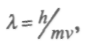 λ = h/mv,